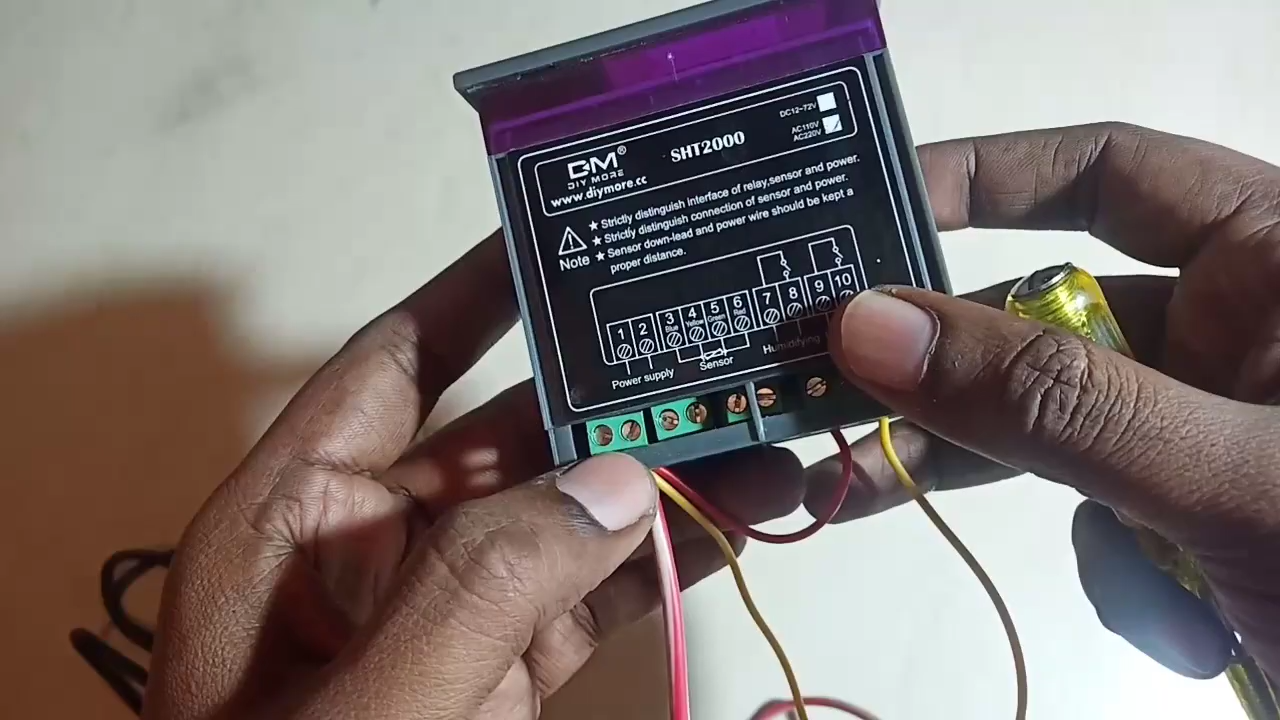 DC12~72V
AC110V
AC220V
DM®
DIY MORE
www.diymore.cc
SHT2000
Note
★ Strictly distinguish interface of relay,sensor and power.
★ Strictly distinguish connection of sensor and power.
★ Sensor down-lead and power wire should be kept a
proper distance.
1 2 3 4 5 6 7 8 9 10
Blue Yellow Green Red
Power supply Sensor Humidifying